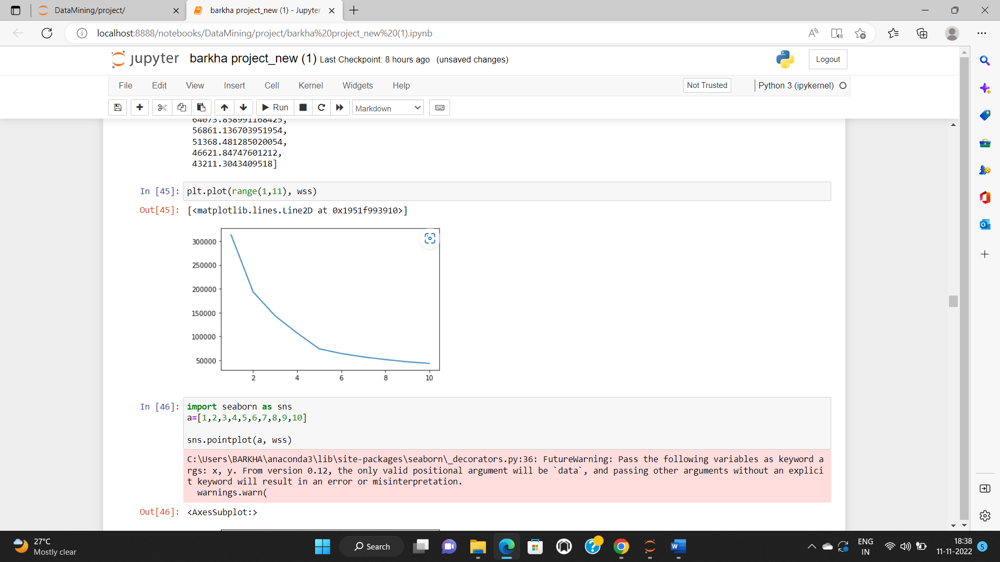 DataMining/project/
barkha project_new (1) - Jupyter
localhost:8888/notebooks/DataMining/project/barkha%20project_new%20(1).ipynb
jupyter barkha project_new (1) Last Checkpoint: 8 hours ago (unsaved changes)
Logout
File Edit View Insert Cell Kernel Widgets Help
Not Trusted
Python 3 (ipykernel)
Run
Markdown
64073.858991168425,
56861.136703951954,
51368.481285020054,
46621.84747601212,
43211.3043409518]
In [45]: plt.plot(range(1,11), wss)
Out[45]: [<matplotlib.lines.Line2D at 0x1951f993910>]
300000
250000
200000
150000
100000
50000
2 4 6 8 10
In [46]: import seaborn as sns
a=[1,2,3,4,5,6,7,8,9,10]
sns.pointplot(a, wss)
C:\Users\BARKHA\anaconda3\lib\site-packages\seaborn\_decorators.py:36: FutureWarning: Pass the following variables as keyword a
rgs: x, y. From version 0.12, the only valid positional argument will be `data`, and passing other arguments without an explici
t keyword will result in an error or misinterpretation.
warnings.warn(
Out[46]: <AxesSubplot:>
27°C
Mostly clear
Search
ENG
IN
18:38
11-11-2022
5